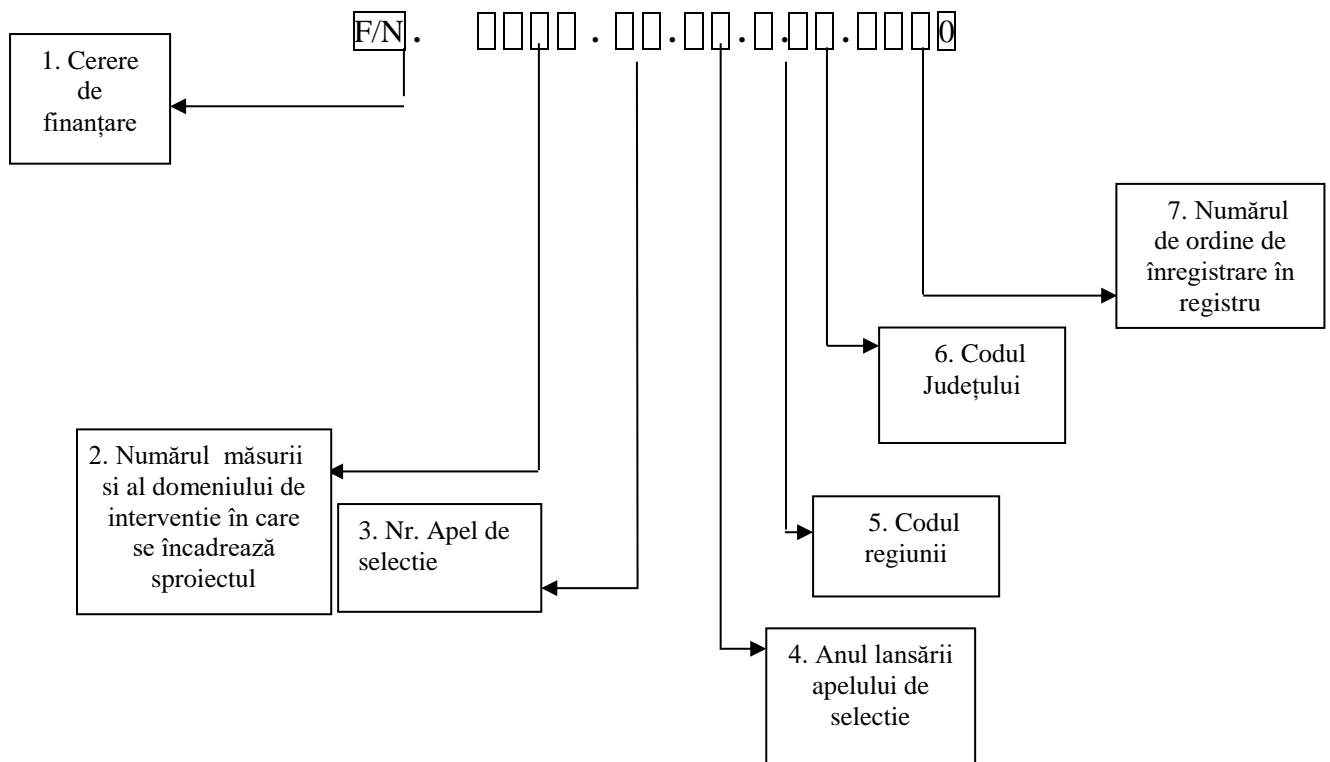 F/N. □□□□.□□.□□.□.□□.□□□0
1. Cerere
de
finanțare
7. Numărul
de ordine de
înregistrare în
registru
6. Codul
Județului
2. Numărul măsurii
si al domeniului de
interventie în care
se încadrează
sproiectul
3. Nr. Apel de
selectie
5. Codul
regiunii
4. Anul lansării
apelului de
selectie